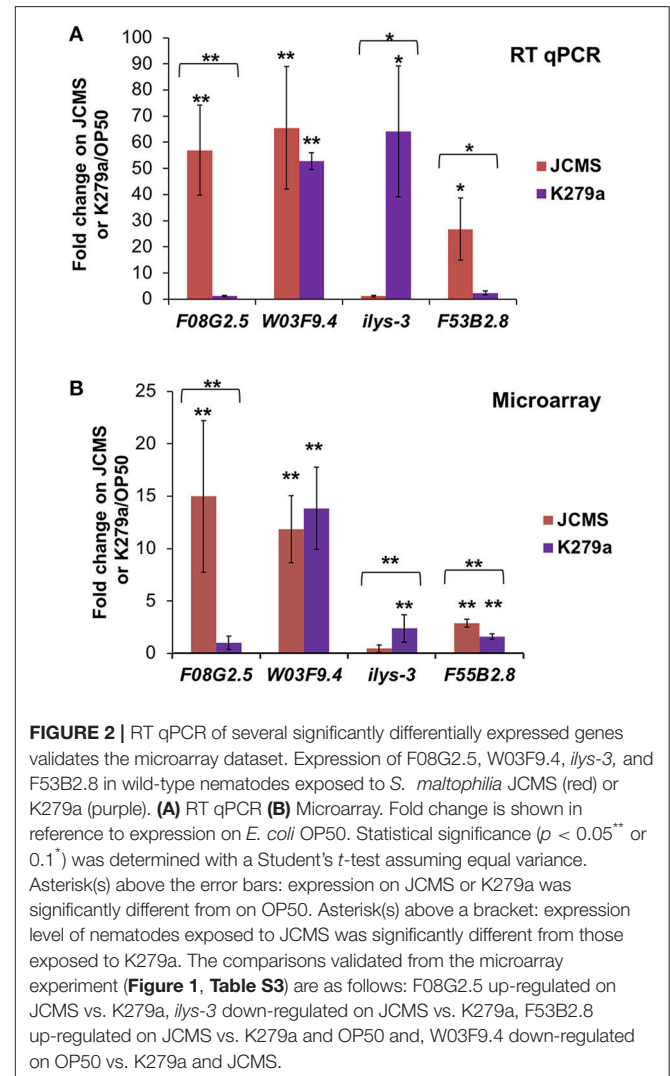 A
RT qPCR
Fold change on JCMS
or K279a/OP50
100
90
80
70
60
50
40
30
20
10
0
**
**
**
**
*
*
*
*
JCMS
K279a
F08G2.5
W03F9.4
ilys-3
F53B2.8
B
Microarray
Fold change on JCMS
or K279a/OP50
25
20
15
10
5
0
**
**
**
**
**
**
**
**
**
JCMS
K279a
F08G2.5
W03F9.4
ilys-3
F55B2.8
FIGURE 2 | RT qPCR of several significantly differentially expressed genes
validates the microarray dataset. Expression of F08G2.5, W03F9.4, ilys-3, and
F53B2.8 in wild-type nematodes exposed to S. maltophilia JCMS (red) or
K279a (purple). (A) RT qPCR (B) Microarray. Fold change is shown in
reference to expression on E. coli OP50. Statistical significance (p < 0.05** or
0.1*) was determined with a Student's t-test assuming equal variance.
Asterisk(s) above the error bars: expression on JCMS or K279a was
significantly different from on OP50. Asterisk(s) above a bracket: expression
level of nematodes exposed to JCMS was significantly different from those
exposed to K279a. The comparisons validated from the microarray
experiment (Figure 1, Table S3) are as follows: F08G2.5 up-regulated on
JCMS vs. K279a, ilys-3 down-regulated on JCMS vs. K279a, F53B2.8
up-regulated on JCMS vs. K279a and OP50 and, W03F9.4 down-regulated
on OP50 vs. K279a and JCMS.